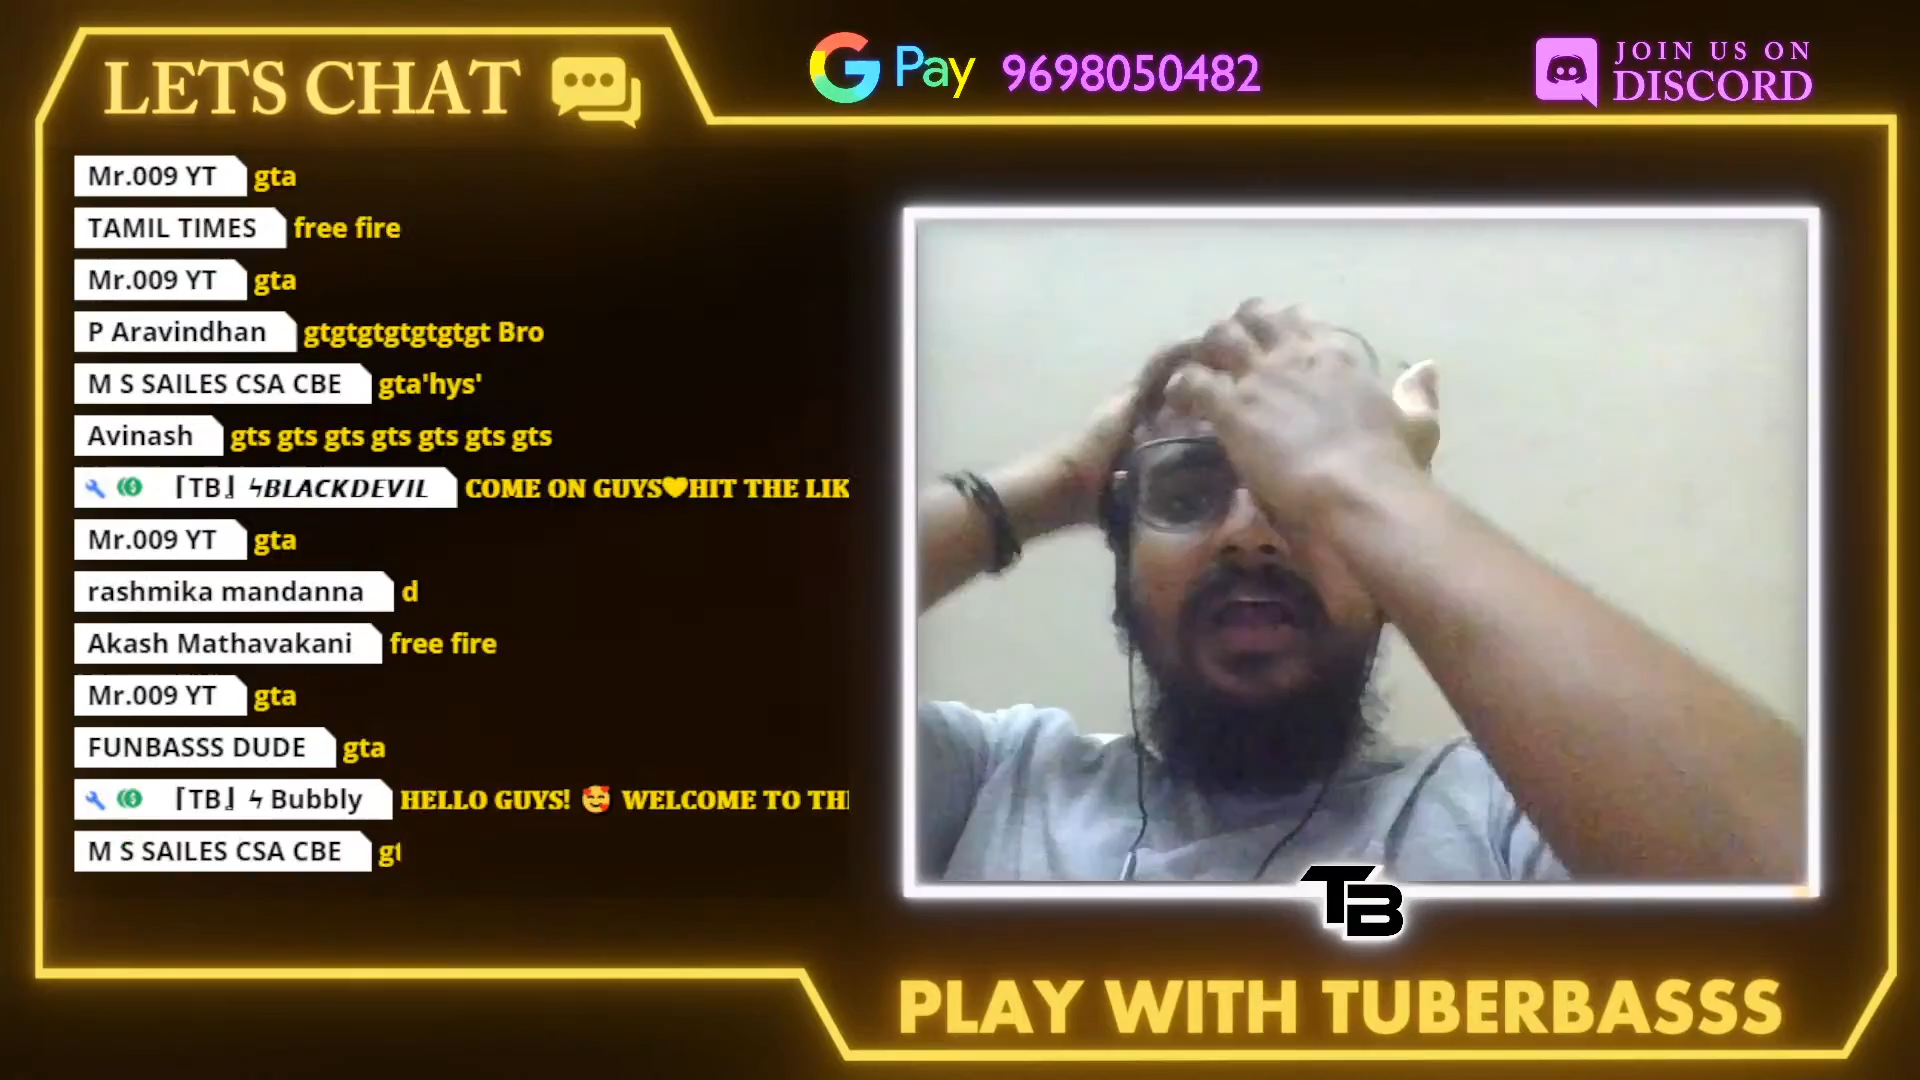 LETS CHAT
G Pay 9698050482
JOIN US ON
DISCORD
Mr.009 YT gta
TAMIL TIMES free fire
Mr.009 YT gta
P Aravindhan gtgtgtgtgtgtgt Bro
M S SAILES CSA CBE gta'hys'
Avinash gts gts gts gts gts gts gts
「TB」 ϟBLACKDEVIL COME ON GUYS💛HIT THE LIK
Mr.009 YT gta
rashmika mandanna d
Akash Mathavakani free fire
Mr.009 YT gta
FUNBASSS DUDE gta
「TB」 ϟ Bubbly HELLO GUYS! 🥰 WELCOME TO TH
M S SAILES CSA CBE gt
TB
PLAY WITH TUBERBASSS